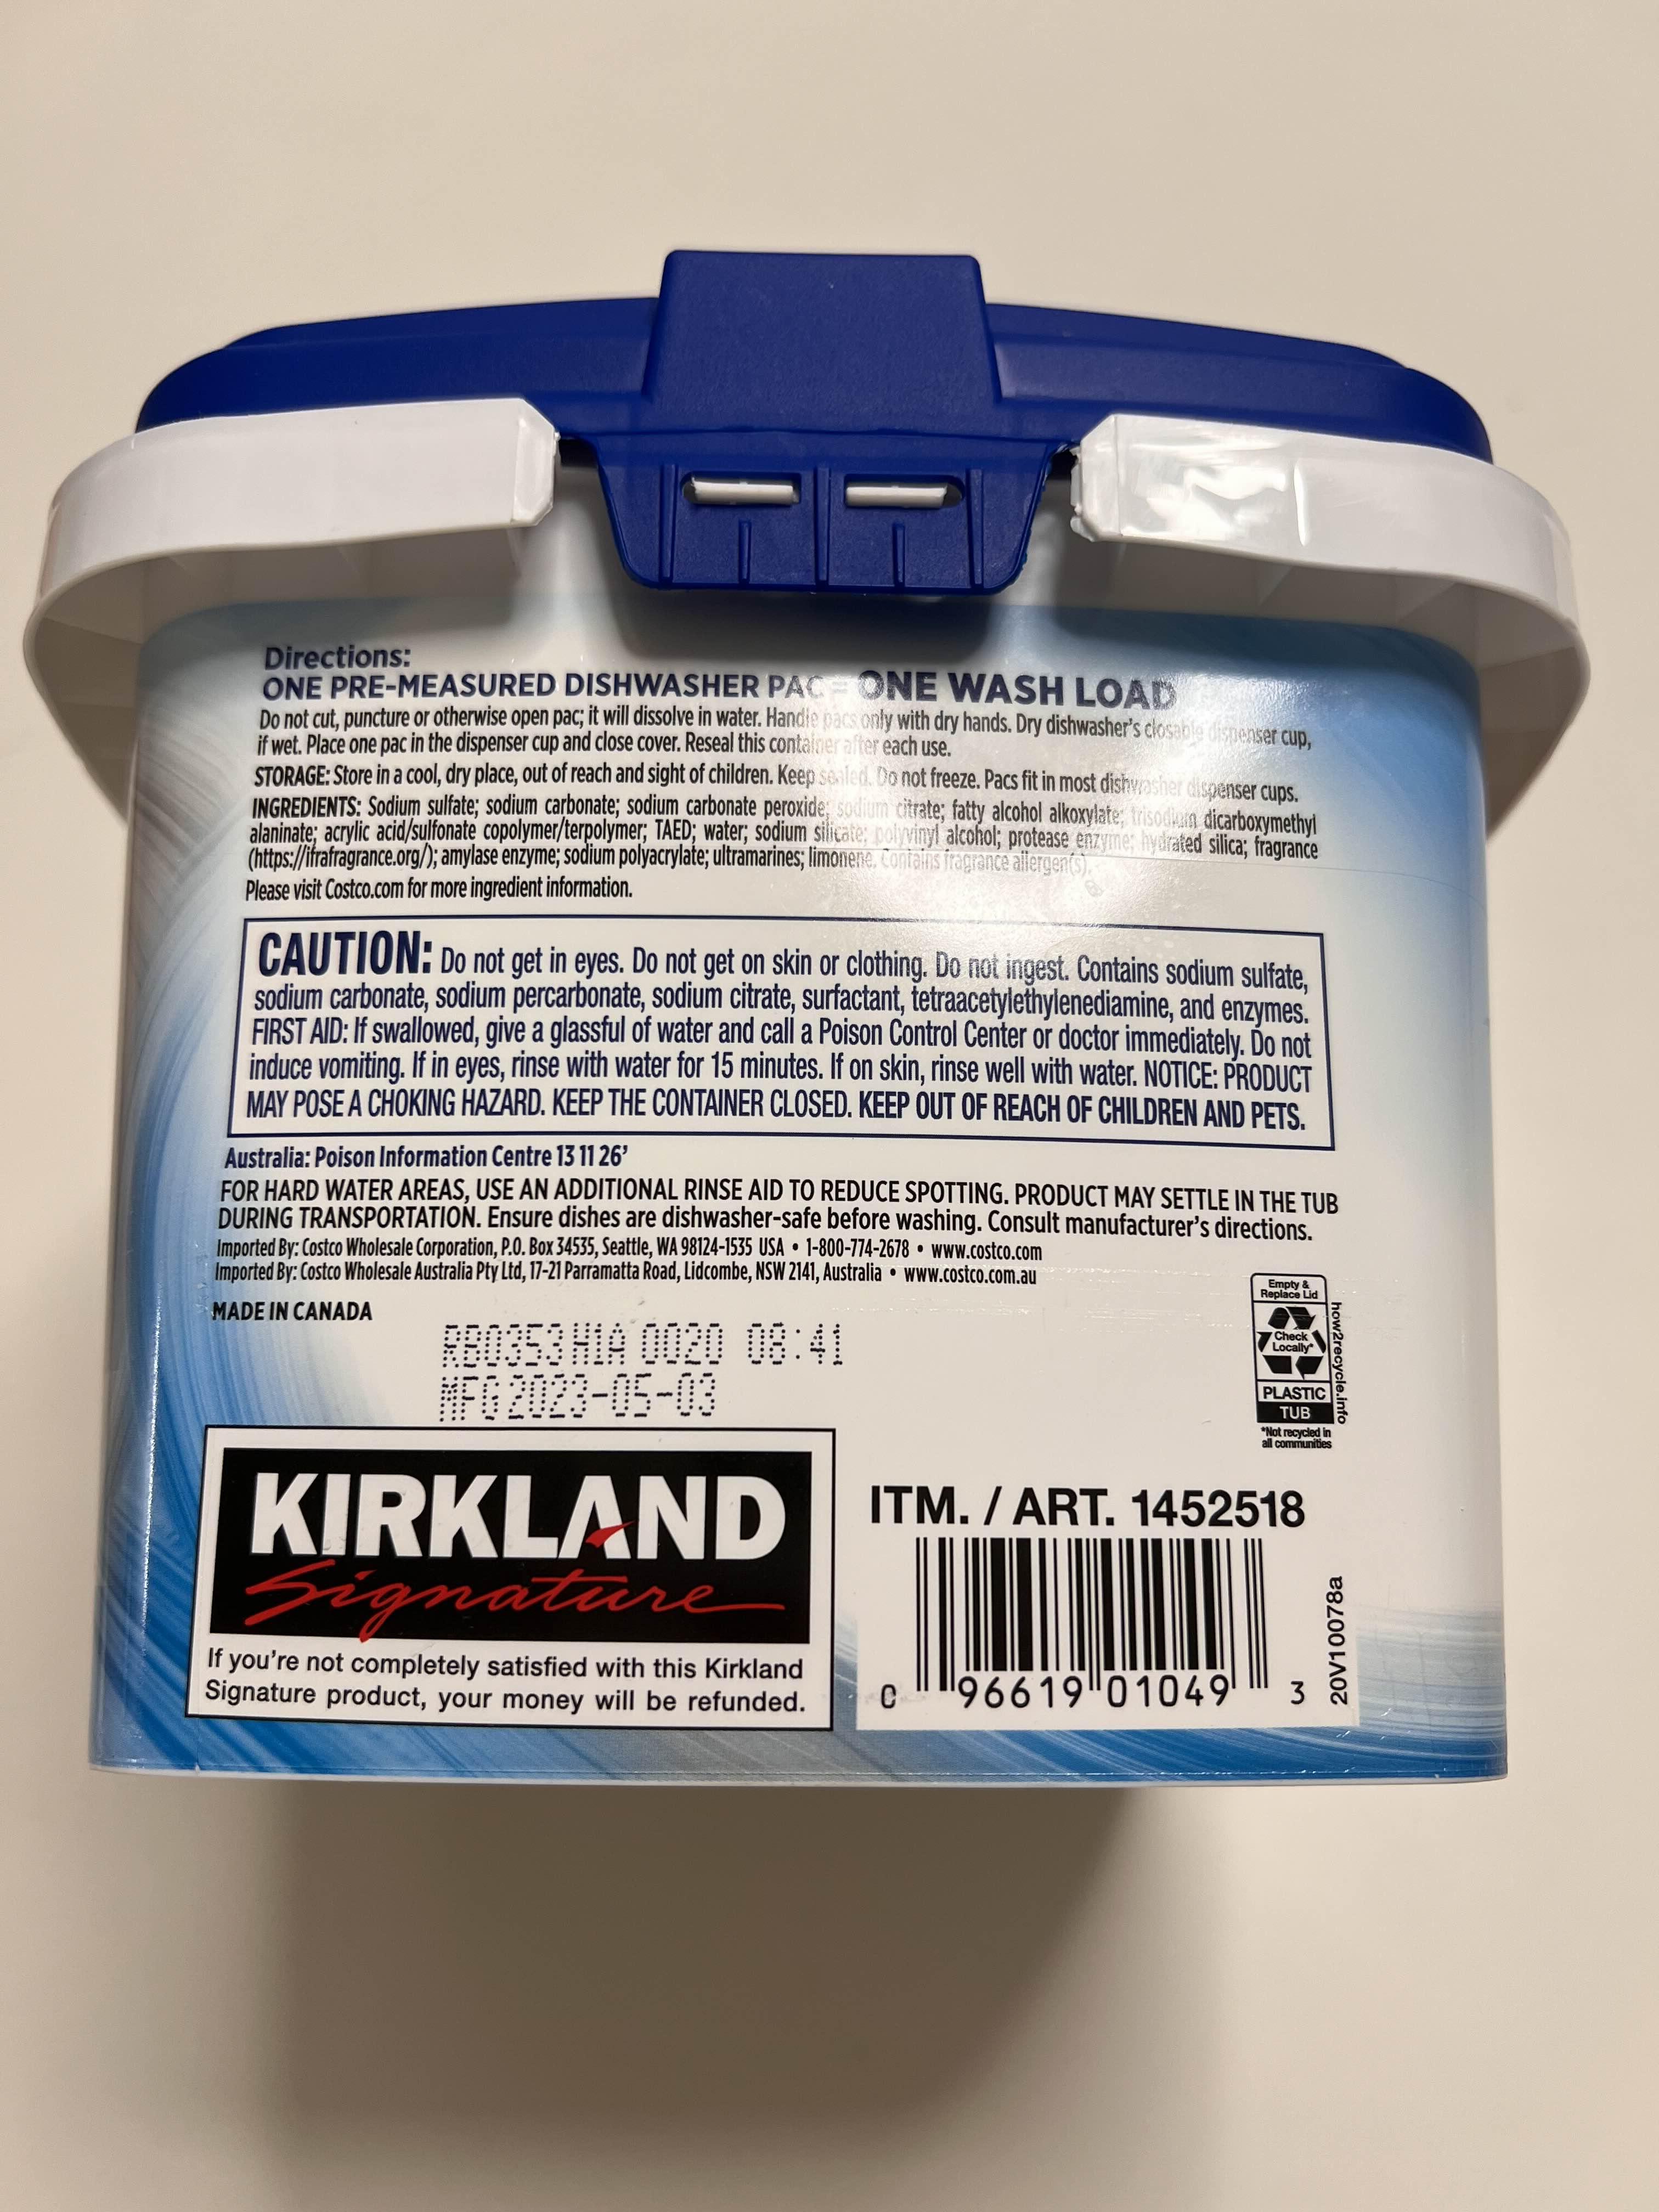 Directions:
ONE PRE-MEASURED DISHWASHER PAC = ONE WASH LOAD
Do not cut, puncture or otherwise open pac; it will dissolve in water. Handle pacs only with dry hands. Dry dishwasher's closable dispenser cup,
if wet. Place one pac in the dispenser cup and close cover. Reseal this container after each use.
STORAGE: Store in a cool, dry place, out of reach and sight of children. Keep sealed. Do not freeze. Pacs fit in most dishwasher dispenser cups.
INGREDIENTS: Sodium sulfate; sodium carbonate; sodium carbonate peroxide; sodium citrate; fatty alcohol alkoxylate; trisodium dicarboxymethyl
alaninate; acrylic acid/sulfonate copolymer/terpolymer; TAED; water; sodium silicate; polyvinyl alcohol; protease enzyme; hydrated silica; fragrance
(https://ifrafragrance.org/); amylase enzyme; sodium polyacrylate; ultramarines; limonene. Contains fragrance allergen(s).
Please visit Costco.com for more ingredient information.
CAUTION: Do not get in eyes. Do not get on skin or clothing. Do not ingest. Contains sodium sulfate,
sodium carbonate, sodium percarbonate, sodium citrate, surfactant, tetraacetylethylenediamine, and enzymes.
FIRST AID: If swallowed, give a glassful of water and call a Poison Control Center or doctor immediately. Do not
induce vomiting. If in eyes, rinse with water for 15 minutes. If on skin, rinse well with water. NOTICE: PRODUCT
MAY POSE A CHOKING HAZARD. KEEP THE CONTAINER CLOSED. KEEP OUT OF REACH OF CHILDREN AND PETS.
Australia: Poison Information Centre 13 11 26'
FOR HARD WATER AREAS, USE AN ADDITIONAL RINSE AID TO REDUCE SPOTTING. PRODUCT MAY SETTLE IN THE TUB
DURING TRANSPORTATION. Ensure dishes are dishwasher-safe before washing. Consult manufacturer's directions.
Imported By: Costco Wholesale Corporation, P.O. Box 34535, Seattle, WA 98124-1535 USA • 1-800-774-2678 • www.costco.com
Imported By: Costco Wholesale Australia Pty Ltd, 17-21 Parramatta Road, Lidcombe, NSW 2141, Australia • www.costco.com.au
MADE IN CANADA
RB0353H1A 0020 08:41
MFG2023-05-03
Empty &
Replace Lid
Check
Locally*
PLASTIC
TUB
*Not recycled in
all communities
how2recycle.info
KIRKLAND
Signature
If you're not completely satisfied with this Kirkland
Signature product, your money will be refunded.
ITM. / ART. 1452518
0 96619 01049 3
20V10078a